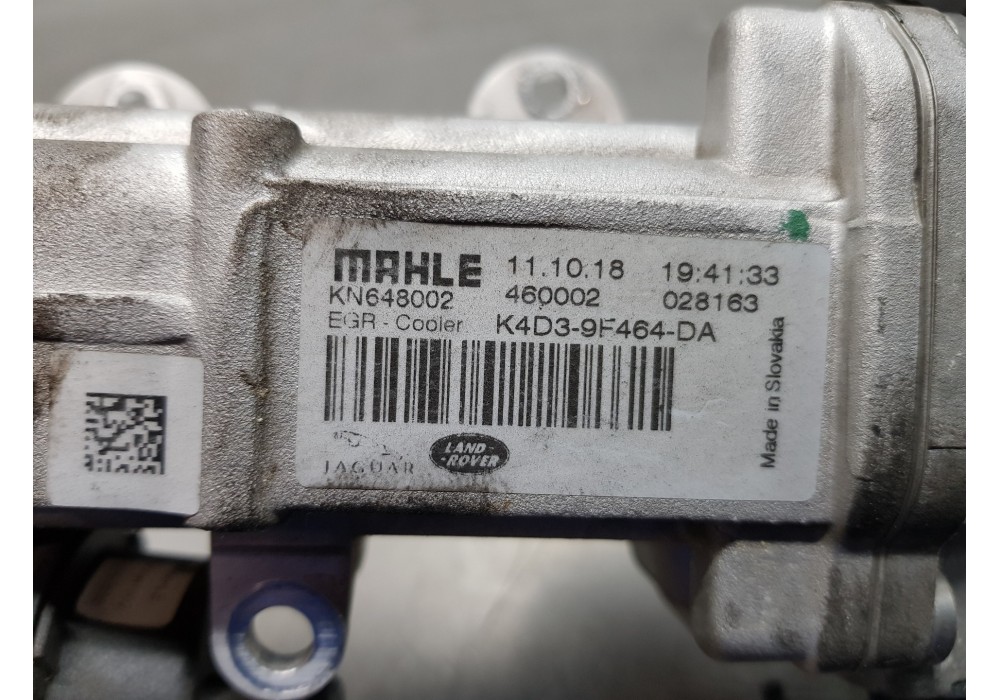 MAHLE 11.10.18 19:41:33
KN648002 460002 028163
EGR - Cooler K4D3-9F464-DA
Made in Slovakia
JAGUAR
LAND-
-ROVER